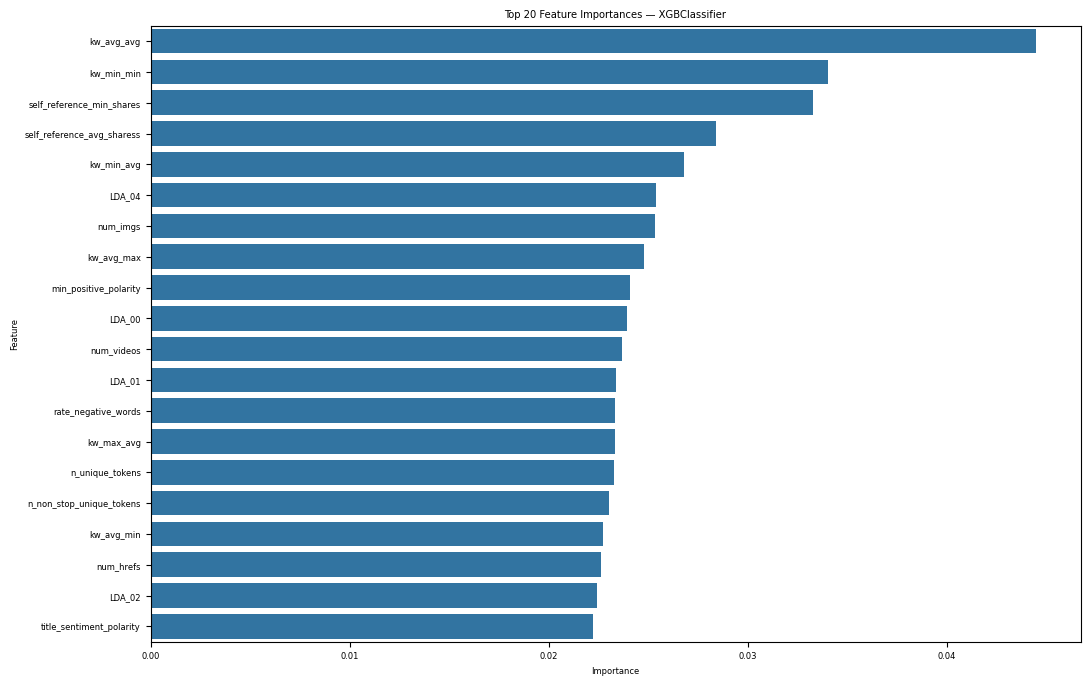 Top 20 Feature Importances — XGBClassifier
kw_avg_avg
kw_min_min
self_reference_min_shares
self_reference_avg_sharess
kw_min_avg
LDA_04
num_imgs
kw_avg_max
min_positive_polarity
LDA_00
num_videos
LDA_01
rate_negative_words
kw_max_avg
n_unique_tokens
n_non_stop_unique_tokens
kw_avg_min
num_hrefs
LDA_02
title_sentiment_polarity
Feature
0.00 0.01 0.02 0.03 0.04
Importance